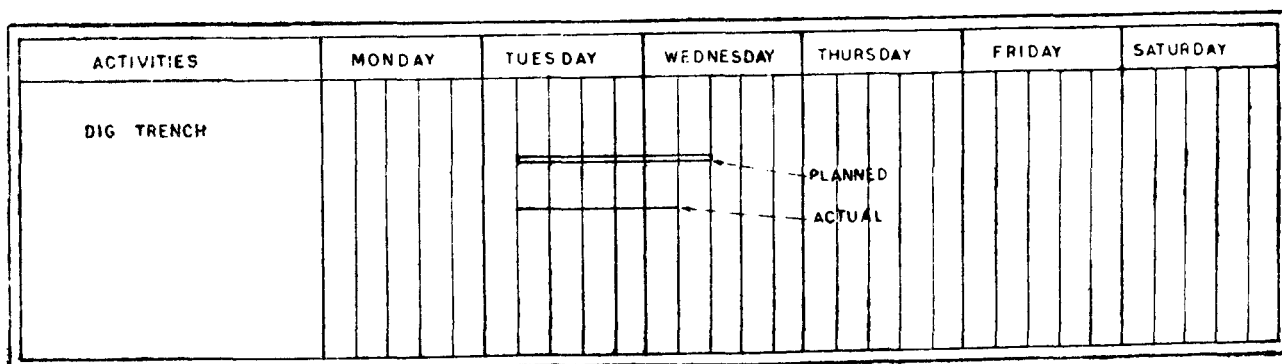 ACTIVITIES MONDAY TUESDAY WEDNESDAY THURSDAY FRIDAY SATURDAY
DIG TRENCH
PLANNED
ACTUAL